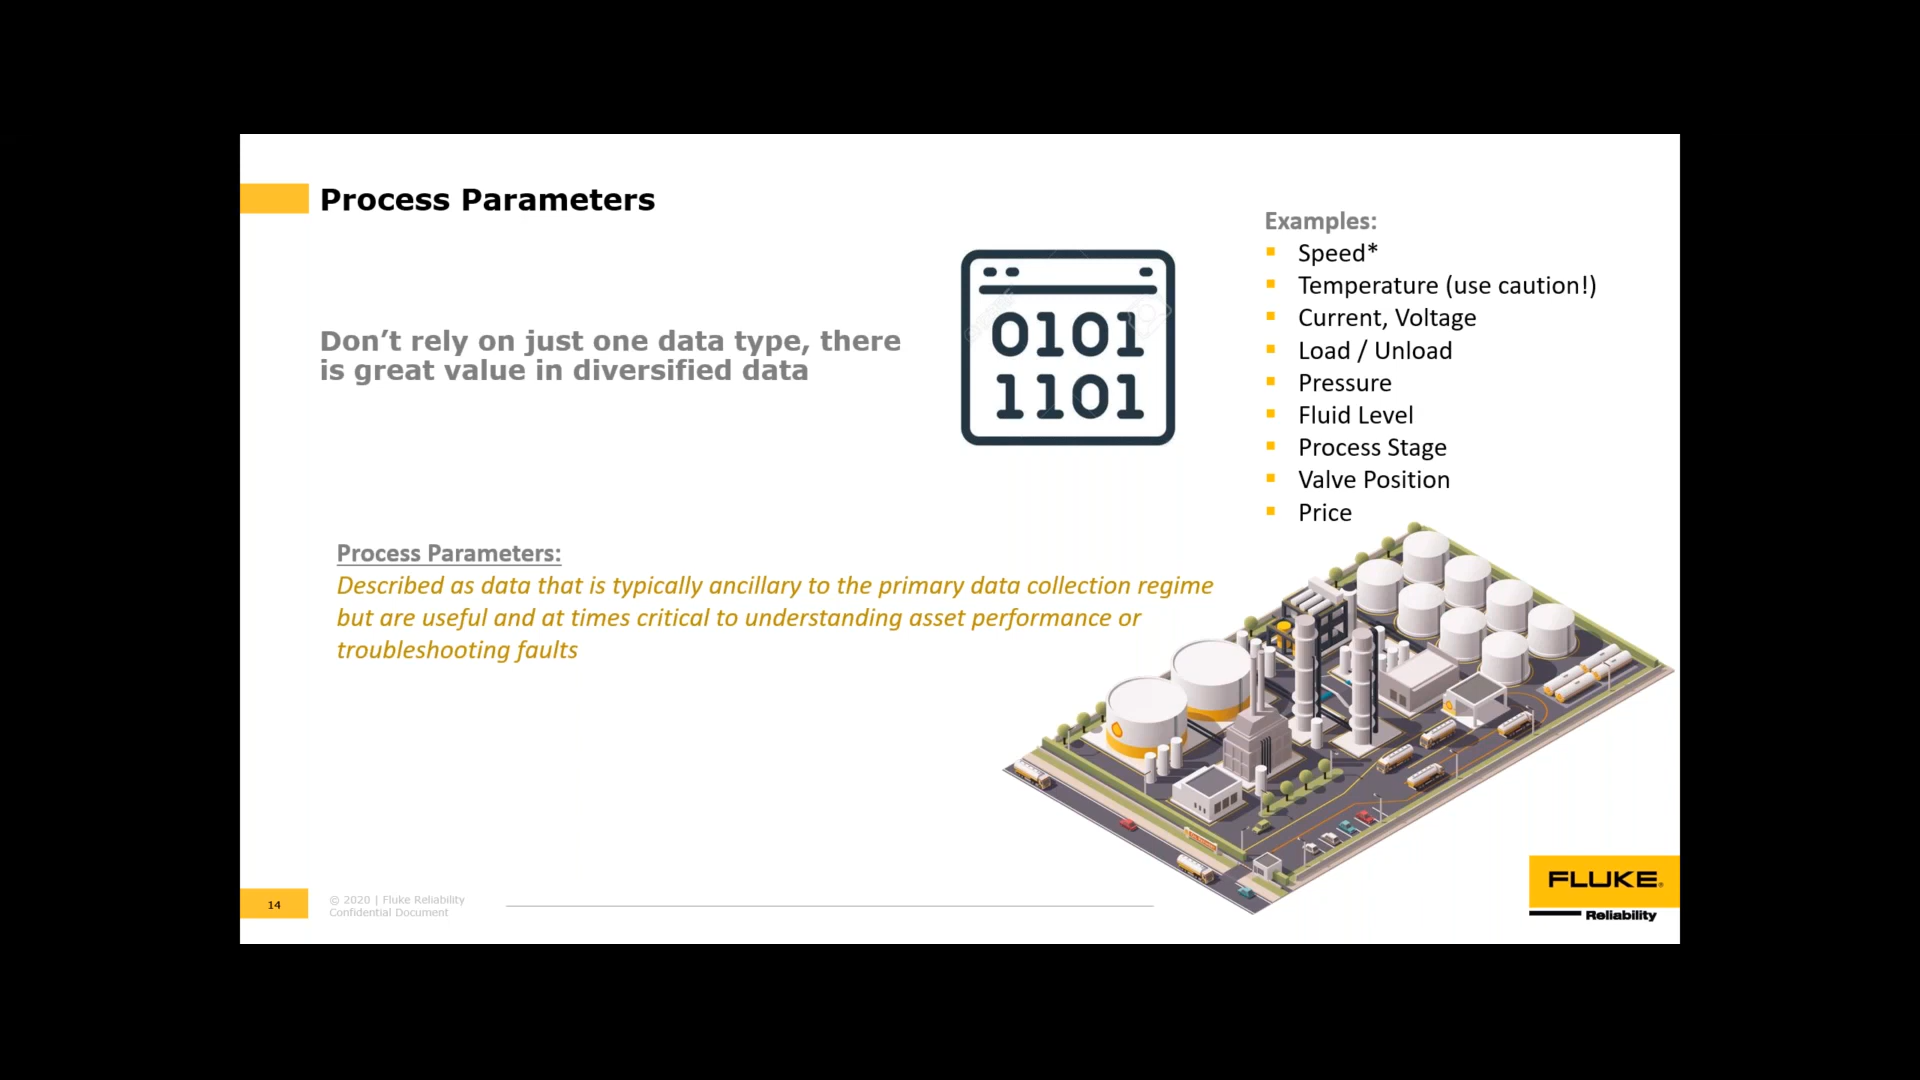 Process Parameters
Don’t rely on just one data type, there
is great value in diversified data
0101
1101
Examples:
Speed*
Temperature (use caution!)
Current, Voltage
Load / Unload
Pressure
Fluid Level
Process Stage
Valve Position
Price
Process Parameters:
Described as data that is typically ancillary to the primary data collection regime
but are useful and at times critical to understanding asset performance or
troubleshooting faults
14
© 2020 | Fluke Reliability
Confidential Document
FLUKE®
Reliability